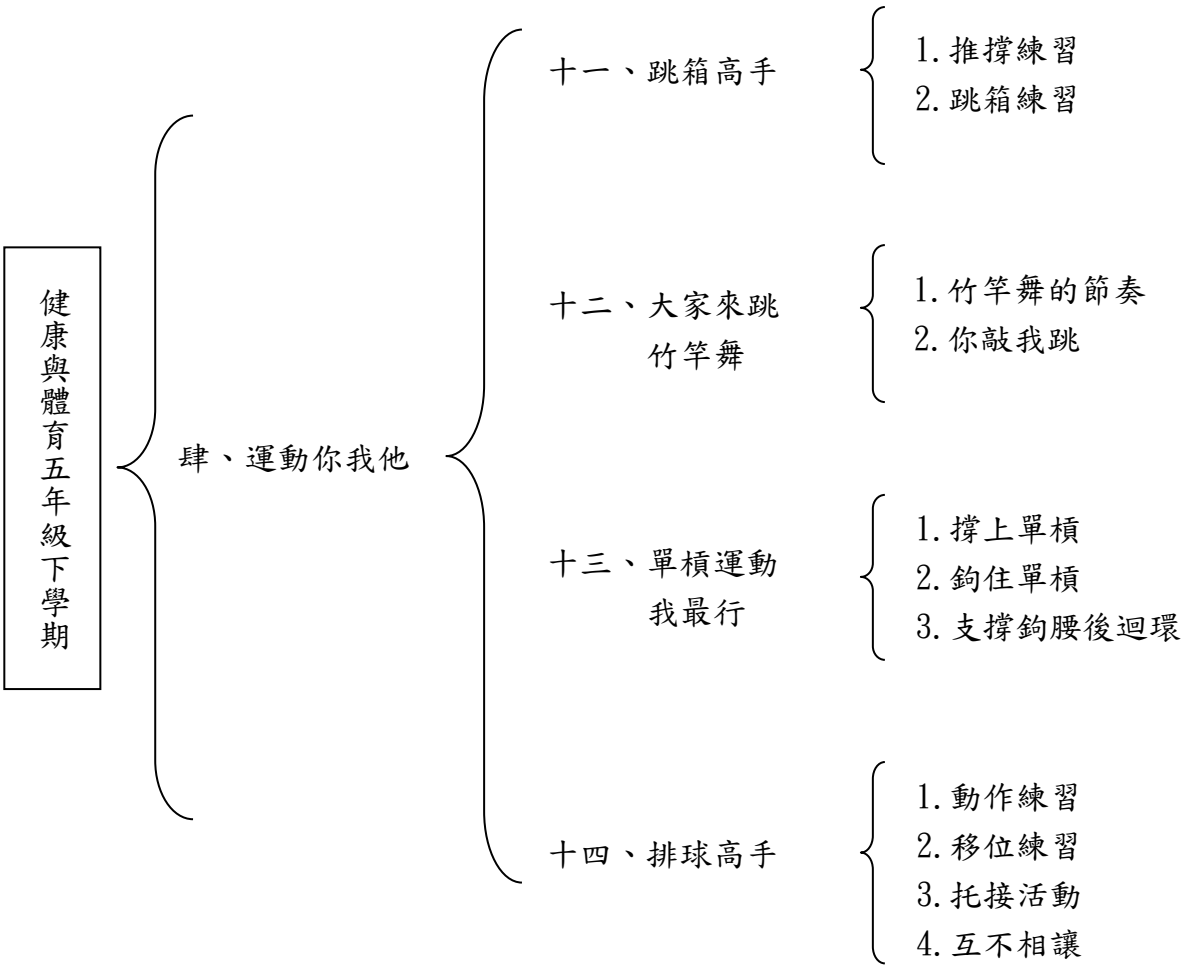 健康與體育五年級下學期
肆、運動你我他
十一、跳箱高手
1.推撐練習
2.跳箱練習
十二、大家來跳
竹竿舞
1.竹竿舞的節奏
2.你敲我跳
十三、單槓運動
我最行
1.撐上單槓
2.鉤住單槓
3.支撐鉤腰後迴環
十四、排球高手
1.動作練習
2.移位練習
3.托接活動
4.互不相讓